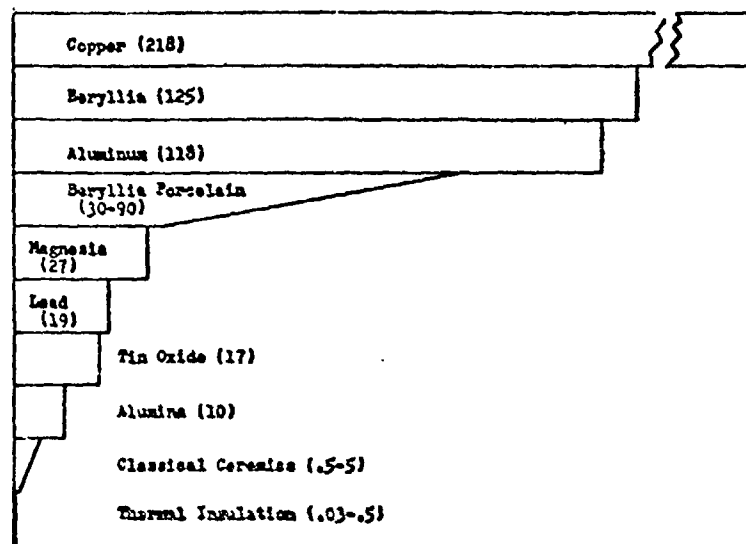 Copper (218)
Beryllia (125)
Aluminum (118)
Beryllia Porcelain
(30-90)
Magnesia
(27)
Lead
(19)
Tin Oxide (17)
Alumina (10)
Classical Ceramics (.5-5)
Thermal Insulation (.03-.5)